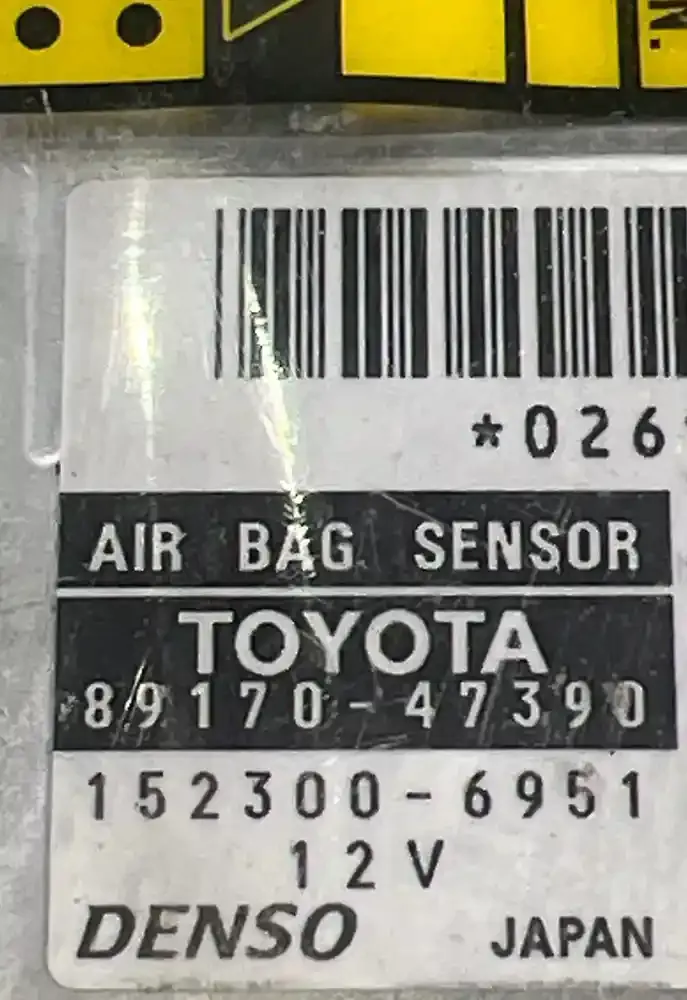 N.
*026
AIR BAG SENSOR
TOYOTA
89170-47390
152300-6951
12V
DENSO JAPAN